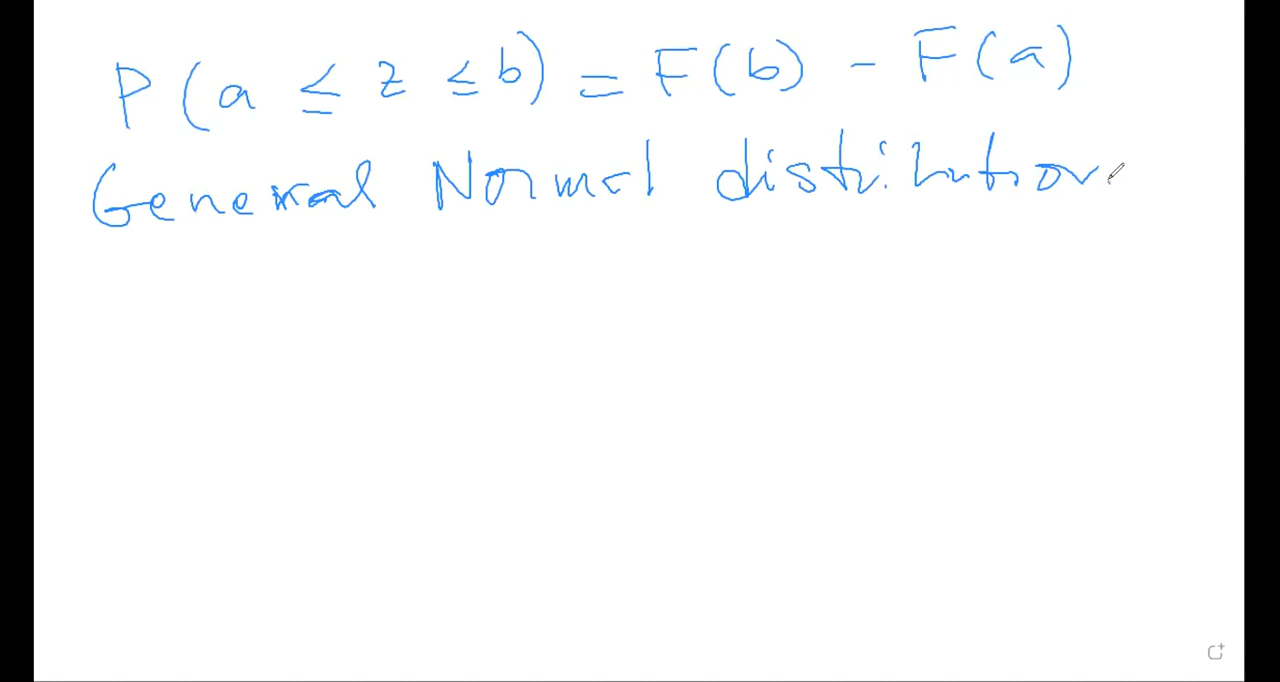 P(a ≤ z ≤ b) = F(b) - F(a)
General Normal distribution